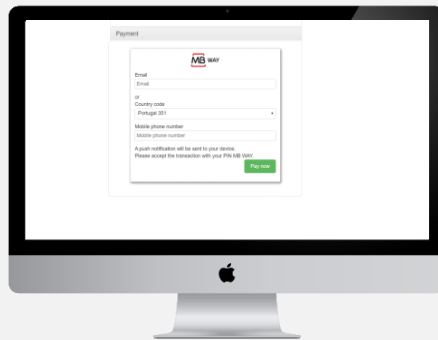 Payment
MB WAY
Email
Email
or
Country code
Portugal 351
Mobile phone number
Mobile phone number
A push notification will be sent to your device.
Please accept the transaction with your PIN MB WAY.
Pay now